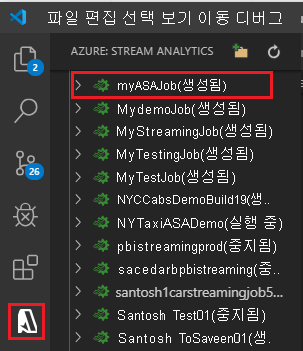 파일 편집 선택 보기 이동 디버그
AZURE: STREAM ANALYTICS
2
myASAJob(생성됨)
MydemoJob(생성됨)
MyStreamingJob(생성됨)
26
MyTestingJob(생성됨)
MyTestJob(생성됨)
NYCCabsDemoBuild19(생..
NYTaxiASADemo(실행 중)
pbistreamingprod(중지됨)
sacedarbpbistreaming(중..
santosh1carstreamingjob5...
Santosh Test01(중지됨)
Santosh ToSaveen01(생..